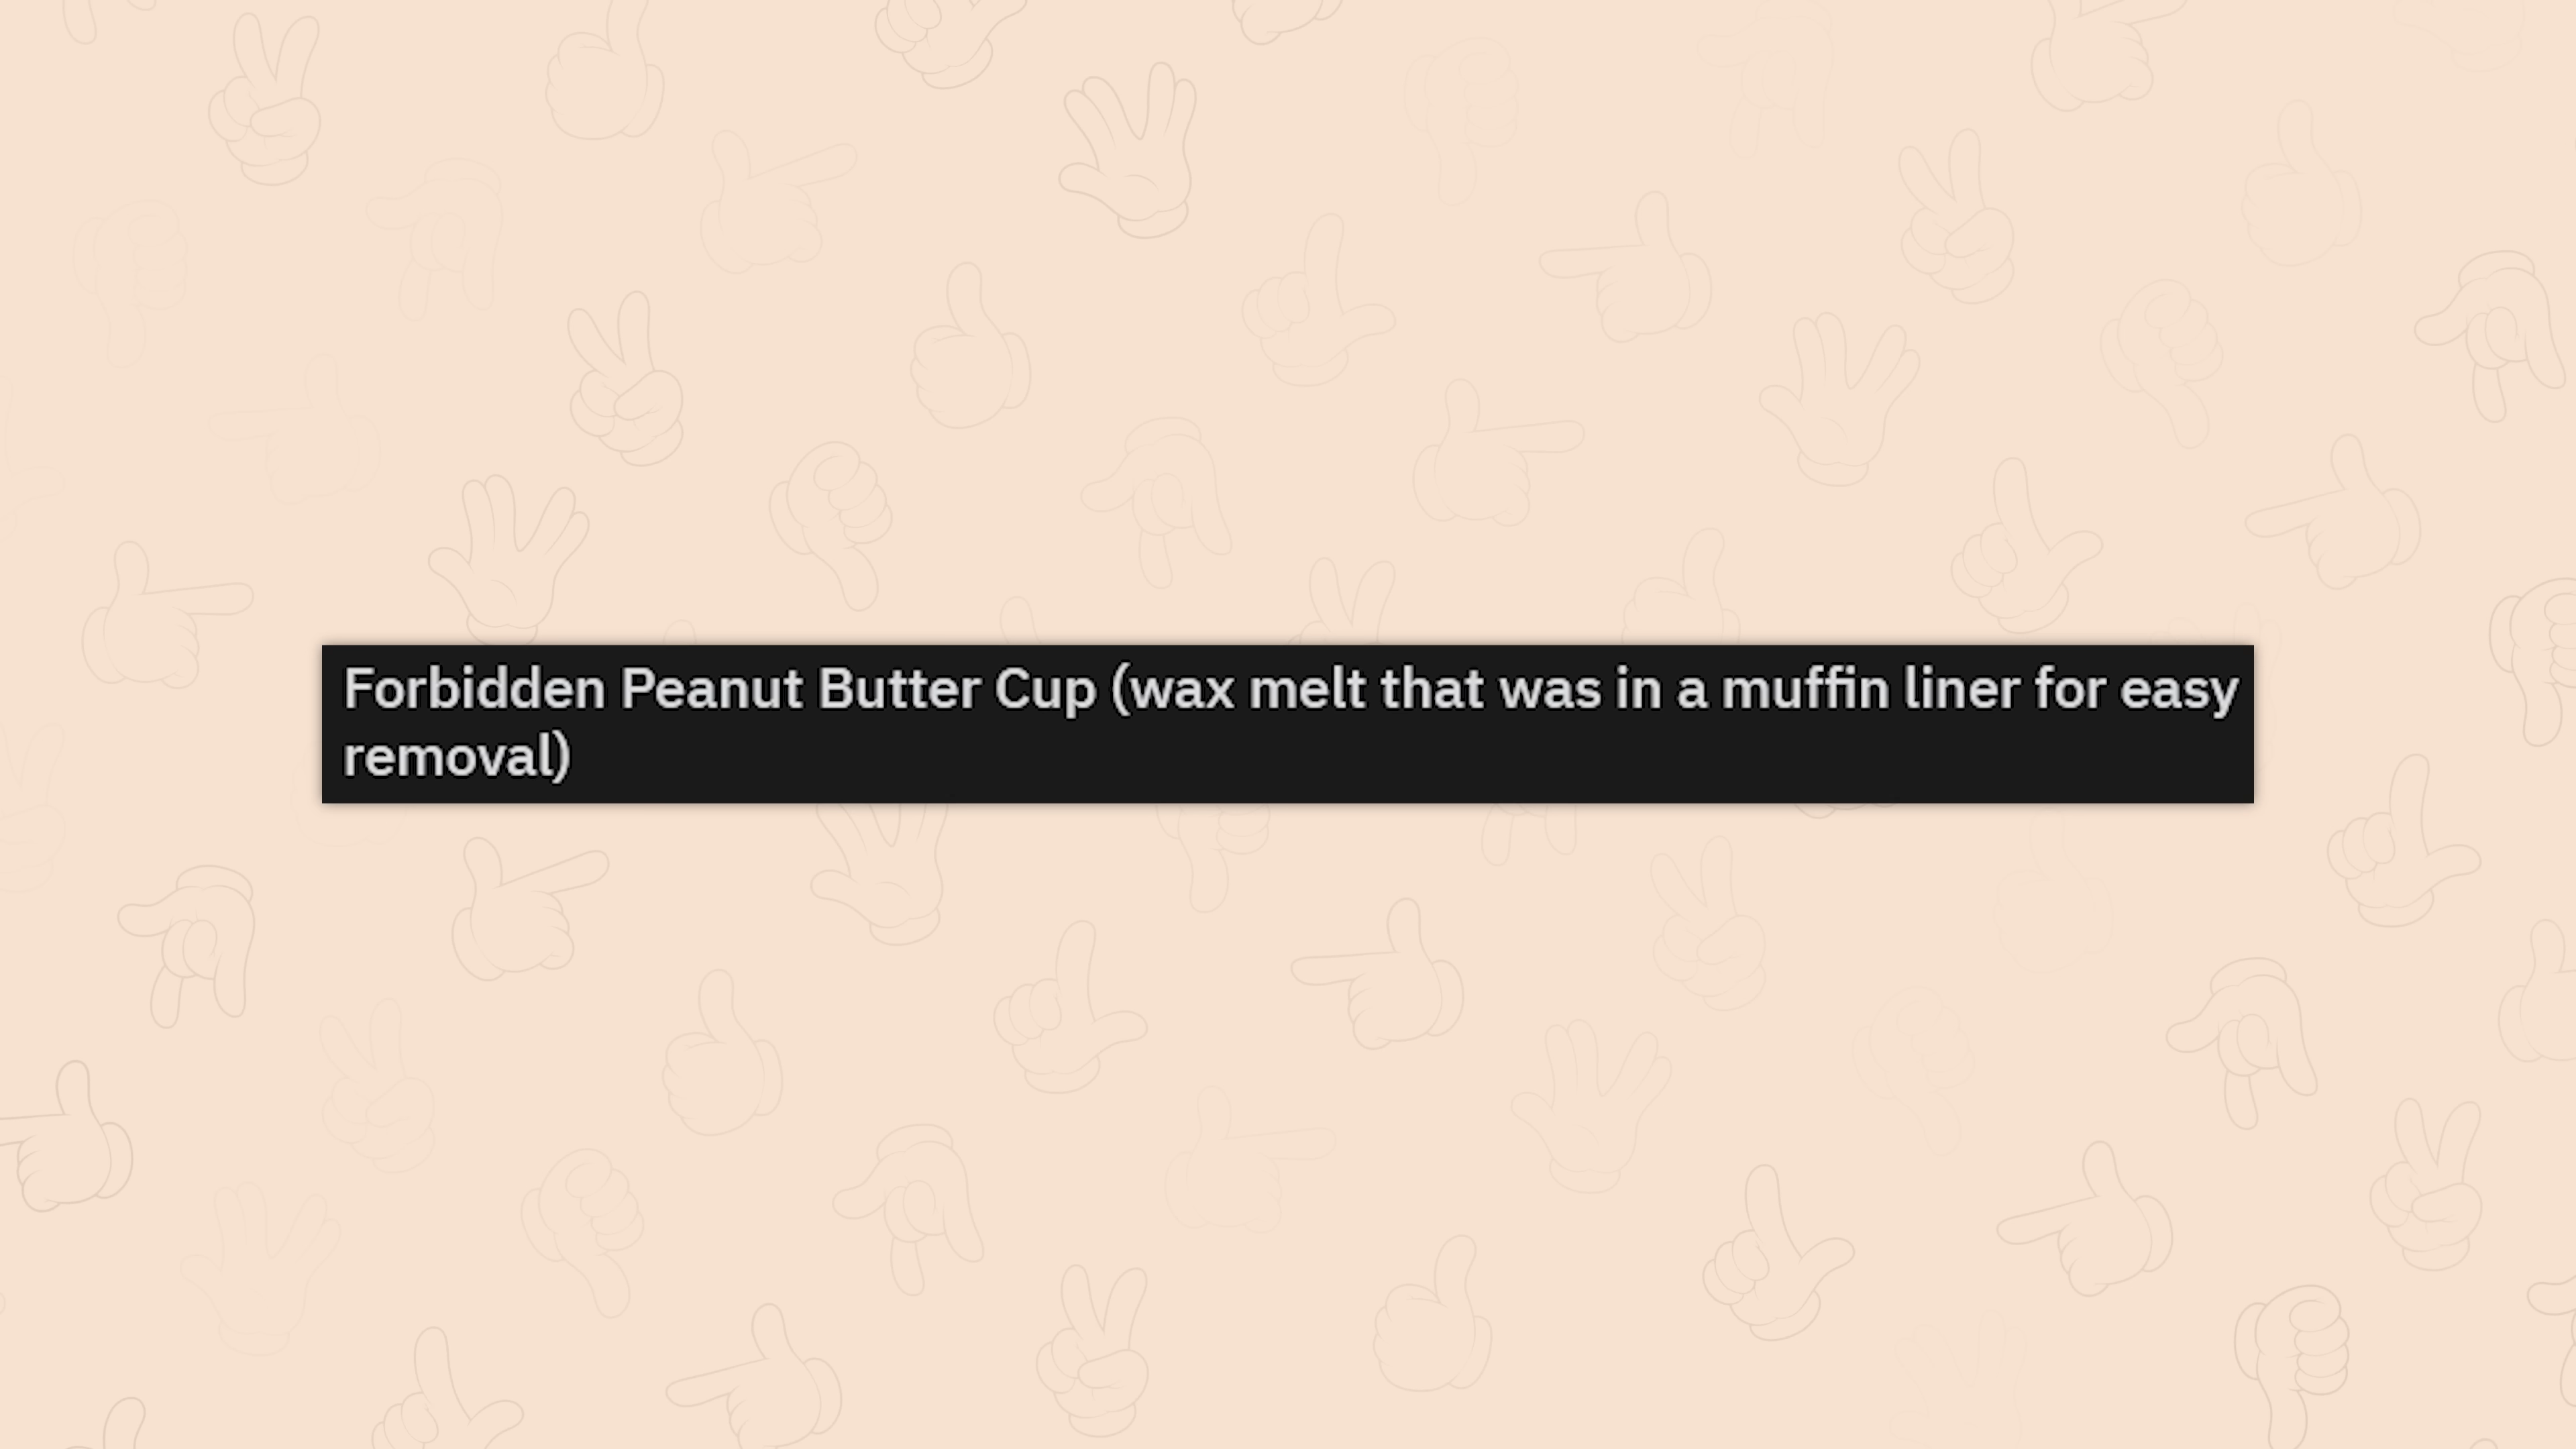 Forbidden Peanut Butter Cup (wax melt that was in a muffin liner for easy
removal)